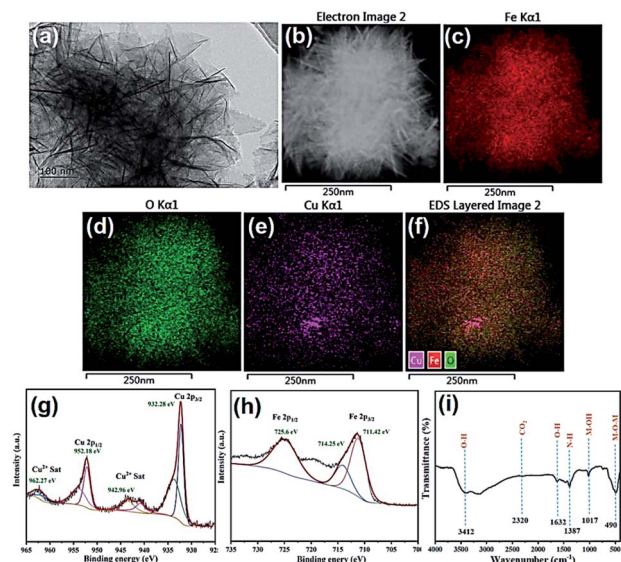 Electron Image 2
Fe Kα1
(a)
(b)
(c)
100 nm
250nm
250nm
O Kα1
Cu Kα1
EDS Layered Image 2
(d)
(e)
(f)
Cu Fe O
250nm
250nm
250nm
(g)
Cu 2p3/2
932.28 eV
Cu 2p1/2
952.18 eV
Cu2+ Sat
962.27 eV
Cu2+ Sat
942.96 eV
Intensity (a.u.)
965 960 955 950 945 940 935 930 925
Binding energy (eV)
(h)
Fe 2p1/2
725.6 eV
Fe 2p3/2
714.25 eV
711.42 eV
Intensity (a.u.)
735 725 715 710 700
Binding energy (eV)
(i)
O-H
CO2
O-H
N-H
M-OH
M-O-M
3412
2320
1632
1387
1017
490
Transmittance (%)
4000 3000 2000 1500 1000 500
Wavenumber (cm-1)